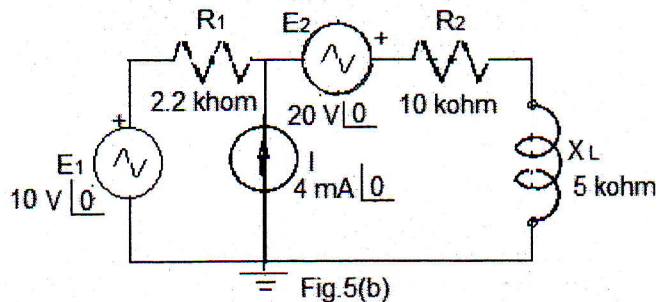 R1
E2
+
R2
2.2 khom
20 V|0
10 kohm
+
E1
10 V|0
I
4 mA|0
XL
5 kohm
Fig.5(b)